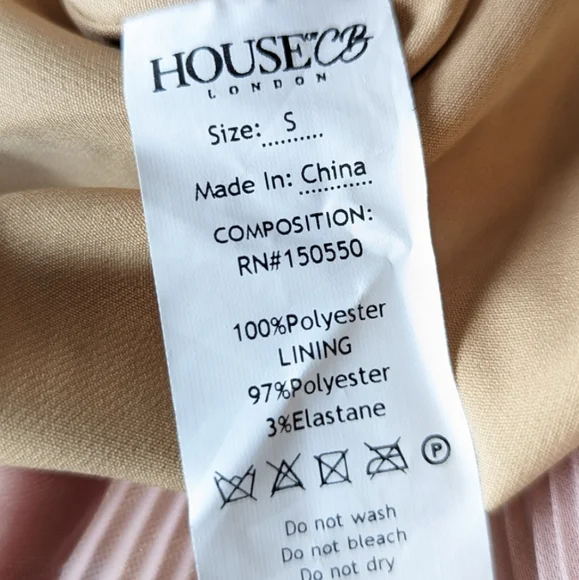 HOUSE OF CB
LONDON
Size: S
Made In: China
COMPOSITION:
RN#150550
100%Polyester
LINING
97%Polyester
3%Elastane
P
Do not wash
Do not bleach
Do not dry